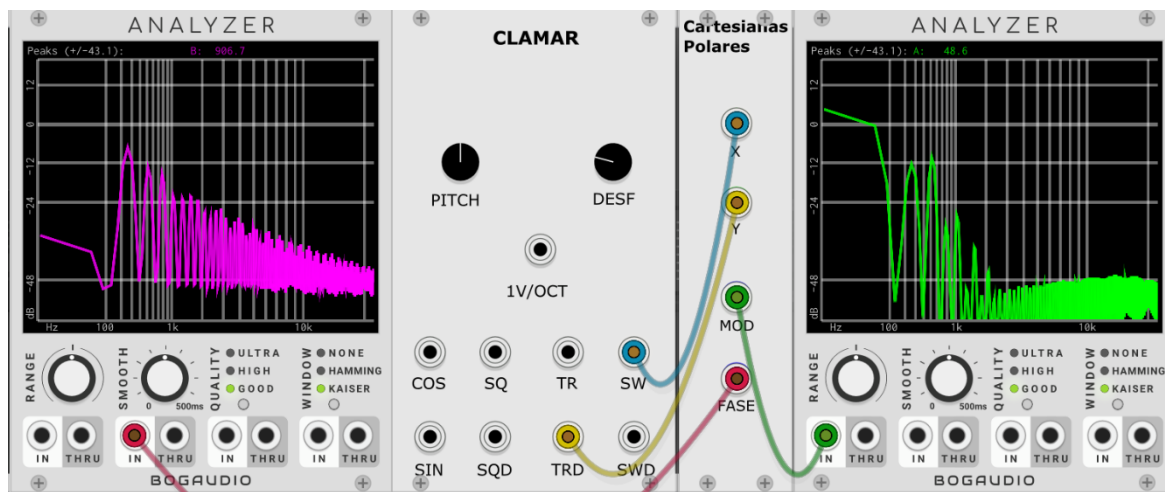 ANALYZER
Peaks (+/-43.1): B: 906.7
12
0
-12
-24
-48
dB
Hz 100 1k 10k
RANGE
SMOOTH
0 500ms
QUALITY
ULTRA
HIGH
GOOD
WINDOW
NONE
HAMMING
KAISER
IN THRU IN THRU IN THRU IN THRU
BOGAUDIO
CLAMAR
PITCH DESF
1V/OCT
COS SQ TR SW
SIN SQD TRD SWD
Cartesianas
Polares
X
Y
MOD
FASE
ANALYZER
Peaks (+/-43.1): A: 48.6
12
0
-12
-24
-48
dB
Hz 100 1k 10k
RANGE
SMOOTH
0 500ms
QUALITY
ULTRA
HIGH
GOOD
WINDOW
NONE
HAMMING
KAISER
IN THRU IN THRU IN THRU IN THRU
BOGAUDIO